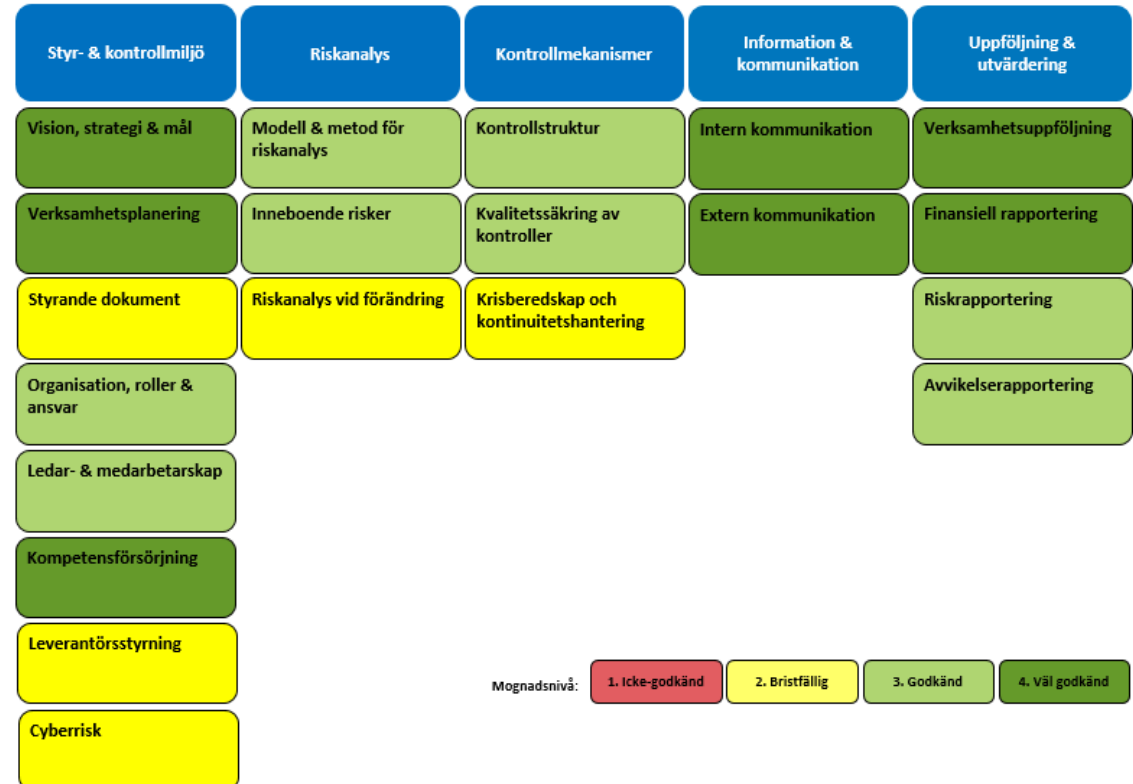 Styr- & kontrollmiljö
Riskanalys
Kontrollmekanismer
Information &
kommunikation
Uppföljning &
utvärdering
Vision, strategi & mål
Verksamhetsplanering
Styrande dokument
Organisation, roller &
ansvar
Ledar- & medarbetarskap
Kompetensförsörjning
Leverantörsstyrning
Cyberrisk
Modell & metod för
riskanalys
Inneboende risker
Riskanalys vid förändring
Kontrollstruktur
Kvalitetssäkring av
kontroller
Krisberedskap och
kontinuitetshantering
Intern kommunikation
Extern kommunikation
Verksamhetsuppföljning
Finansiell rapportering
Riskrapportering
Avvikelserapportering
Mognadsnivå:
1. Icke-godkänd
2. Bristfällig
3. Godkänd
4. Väl godkänd